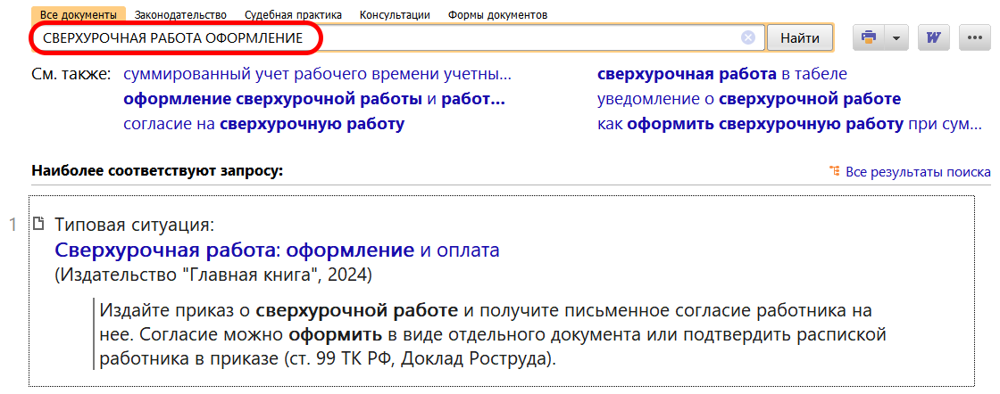 Все документы Законодательство Судебная практика Консультации Формы документов
СВЕРХУРОЧНАЯ РАБОТА ОФОРМЛЕНИЕ Найти W
См. также: суммированный учет рабочего времени учетны... сверхурочная работа в табеле
оформление сверхурочной работы и работ... уведомление о сверхурочной работе
согласие на сверхурочную работу как оформить сверхурочную работу при сум...
Наиболее соответствуют запросу: Все результаты поиска
1 Типовая ситуация:
Сверхурочная работа: оформление и оплата
(Издательство "Главная книга", 2024)
Издайте приказ о сверхурочной работе и получите письменное согласие работника на
нее. Согласие можно оформить в виде отдельного документа или подтвердить распиской
работника в приказе (ст. 99 ТК РФ, Доклад Роструда).